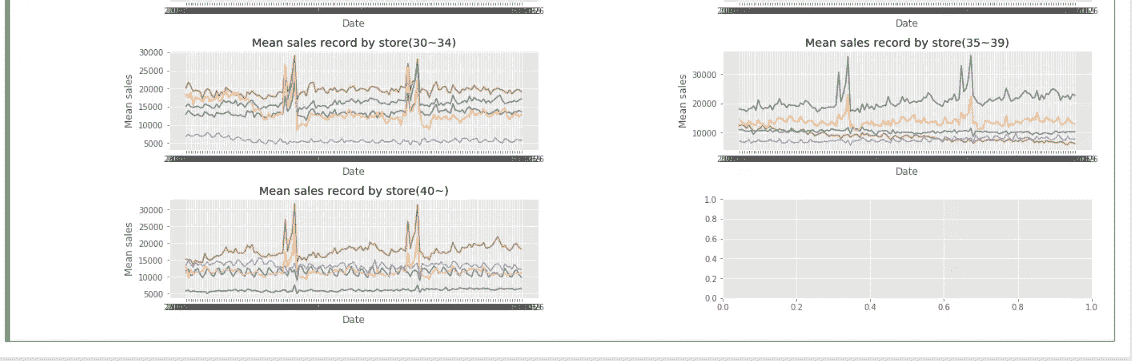 Date
Date
Mean sales record by store(30~34)
Mean sales
30000
25000
20000
15000
10000
5000
Date
Mean sales record by store(35~39)
Mean sales
30000
20000
10000
Date
Mean sales record by store(40~)
Mean sales
30000
25000
20000
15000
10000
5000
Date
1.0
0.8
0.6
0.4
0.2
0.0
0.0 0.2 0.4 0.6 0.8 1.0